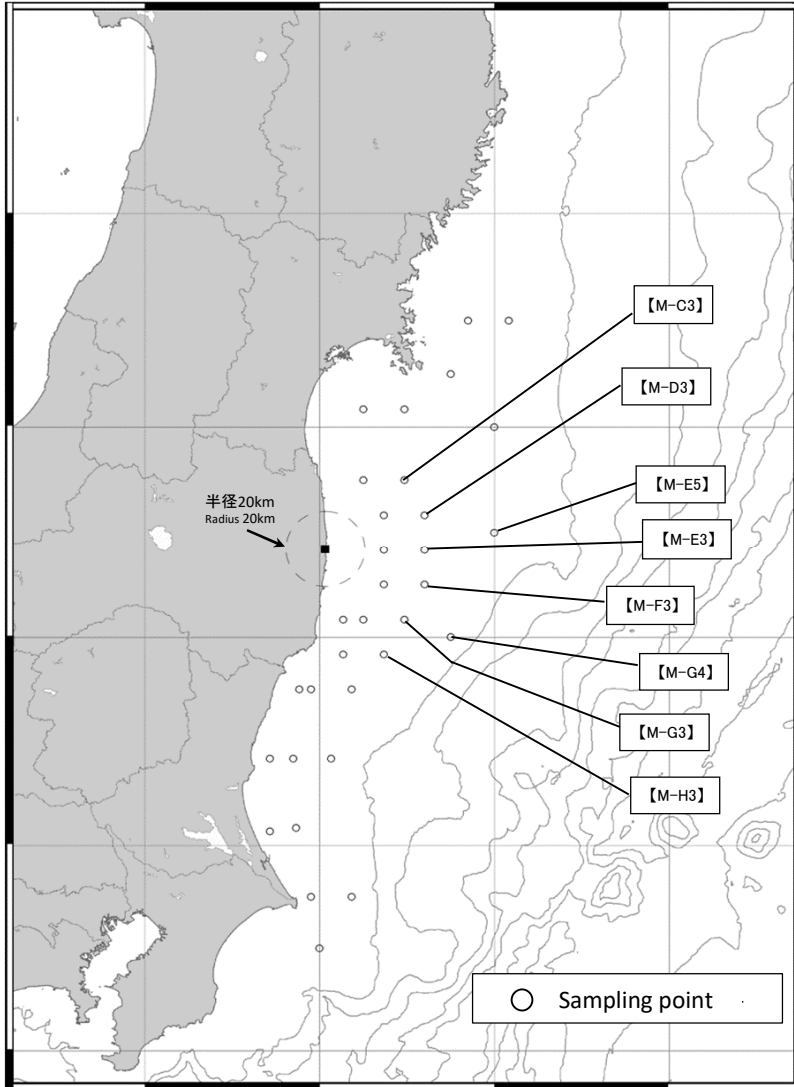 【M-C3】
【M-D3】
半径20km
Radius 20km
【M-E5】
【M-E3】
【M-F3】
【M-G4】
【M-G3】
【M-H3】
Sampling point